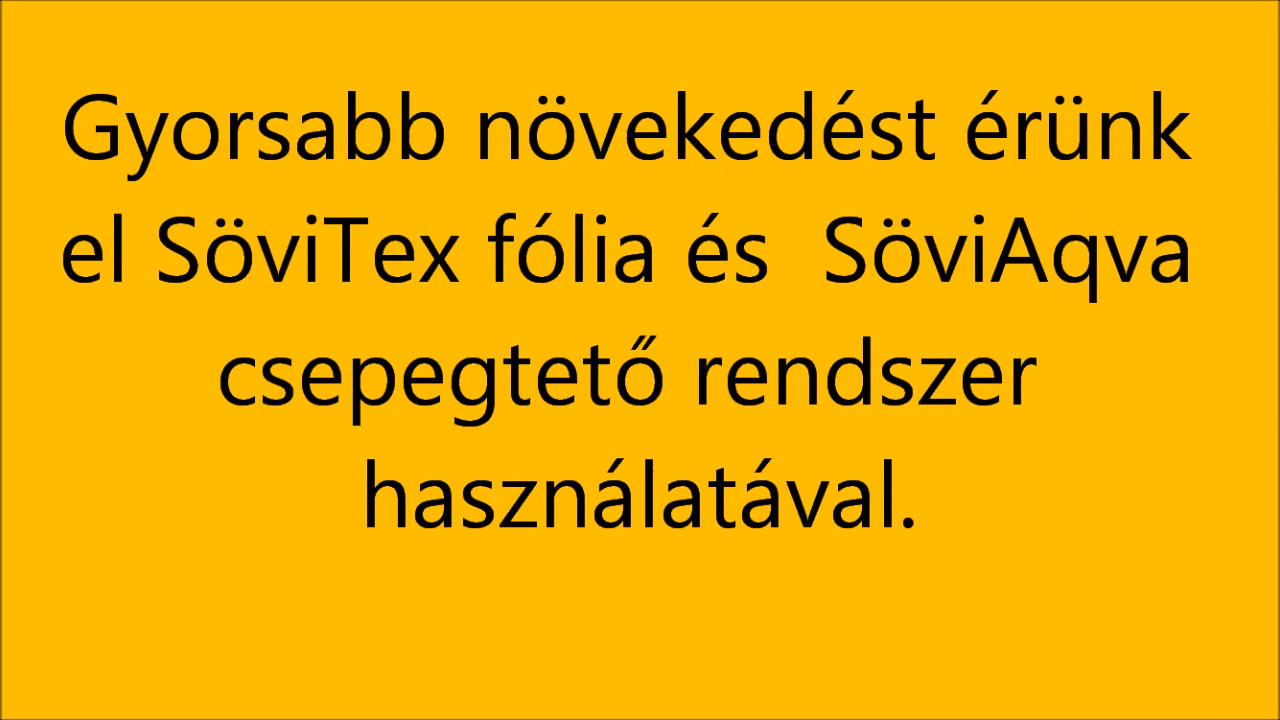 Gyorsabb növekedést érünk
el SöviTex fólia és  SöviAqva
csepegtető rendszer
használatával.